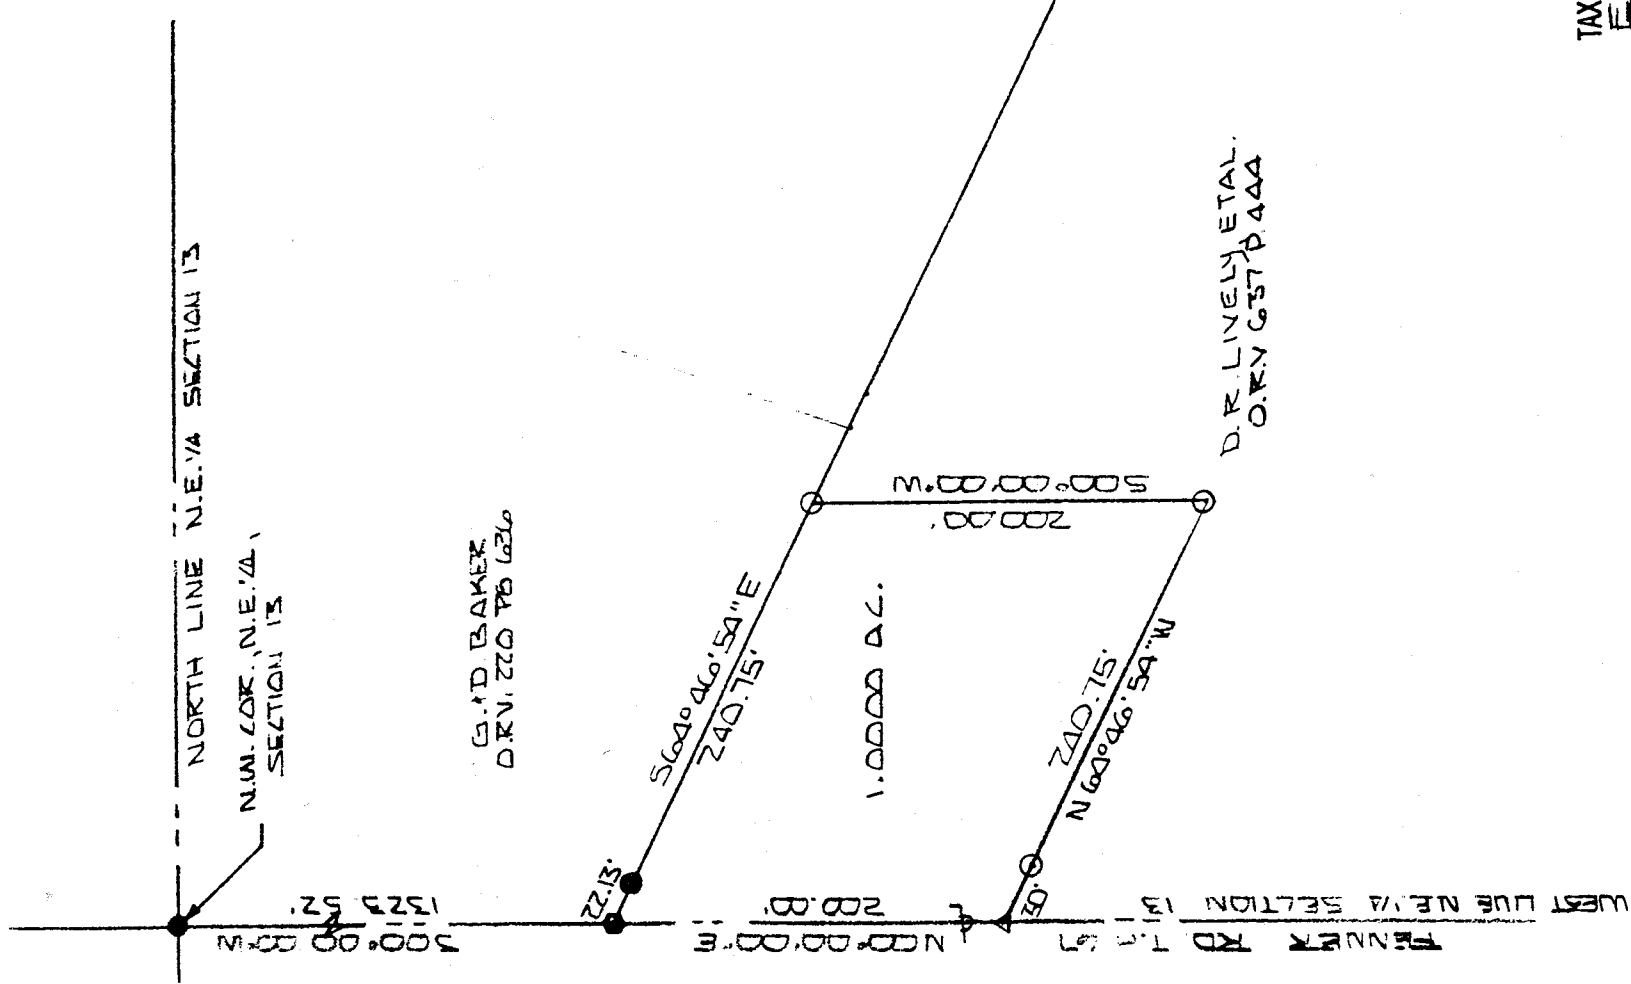 TAX
NORTH LINE N.E. 1/4 SECTION 13
N.W. COR., N.E. 1/4,
SECTION 13
G. & D. BAKER
O.R.V. 220 PG 636
S64°46'54"E
240.75'
22.13'
S00°00'00"W
1323.52'
1.0000 AC.
S00°00'00"W
200.00'
D.R. LIVELY ETAL.
O.R.V 637 P. 444
240.75'
N64°46'54"W
30.0'
N00°00'00"E
200.00'
FENNER RD T.R.
WEST LINE N.E. 1/4 SECTION 13